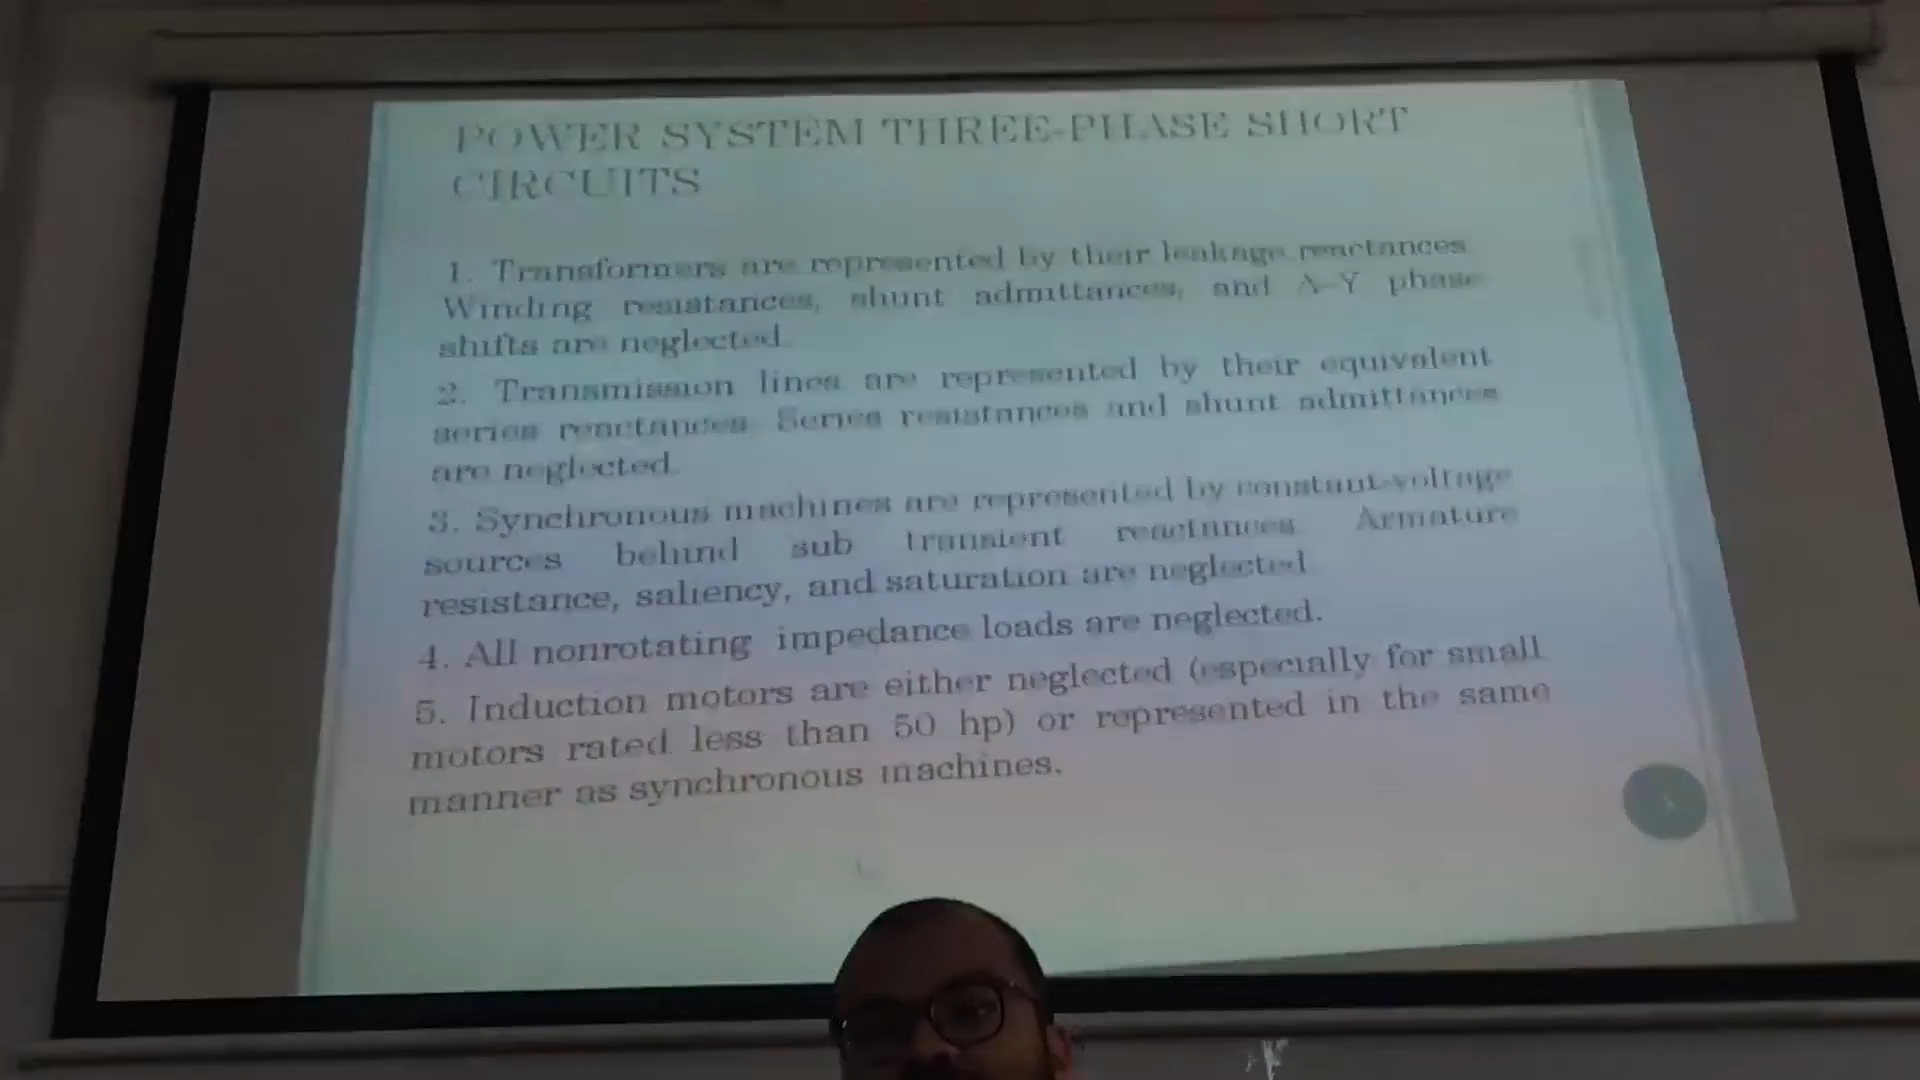 POWER SYSTEM THREE-PHASE SHORT
CIRCUITS
1. Transformers are represented by their leakage reactances.
Winding resistances, shunt admittances, and Δ–Y phase
shifts are neglected.
2. Transmission lines are represented by their equivalent
series reactances. Series resistances and shunt admittances
are neglected.
3. Synchronous machines are represented by constant-voltage
sources behind sub transient reactances. Armature
resistance, saliency, and saturation are neglected.
4. All nonrotating impedance loads are neglected.
5. Induction motors are either neglected (especially for small
motors rated less than 50 hp) or represented in the same
manner as synchronous machines.